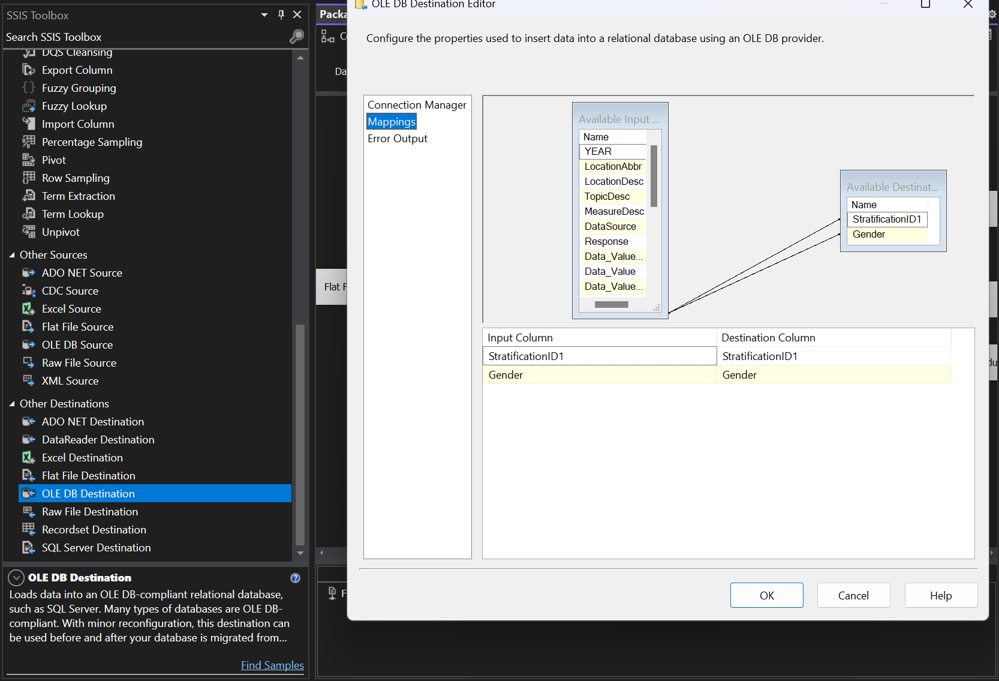 SSIS Toolbox
Search SSIS Toolbox
DQS Cleansing
Export Column
Fuzzy Grouping
Fuzzy Lookup
Import Column
Percentage Sampling
Pivot
Row Sampling
Term Extraction
Term Lookup
Unpivot
Other Sources
ADO NET Source
CDC Source
Excel Source
Flat File Source
OLE DB Source
Raw File Source
XML Source
Other Destinations
ADO NET Destination
DataReader Destination
Excel Destination
Flat File Destination
OLE DB Destination
Raw File Destination
Recordset Destination
SQL Server Destination
OLE DB Destination
Loads data into an OLE DB-compliant relational database,
such as SQL Server. Many types of databases are OLE DB-
compliant. With minor reconfiguration, this destination can
be used before and after your database is migrated from...
Find Samples
Packa
Da
Flat F
OLE DB Destination Editor
Configure the properties used to insert data into a relational database using an OLE DB provider.
Connection Manager
Mappings
Error Output
Available Input ...
Name
YEAR
LocationAbbr
LocationDesc
TopicDesc
MeasureDesc
DataSource
Response
Data_Value...
Data_Value
Data_Value...
Available Destinat...
Name
StratificationID1
Gender
Input Column Destination Column
StratificationID1 StratificationID1
Gender Gender
OK Cancel Help